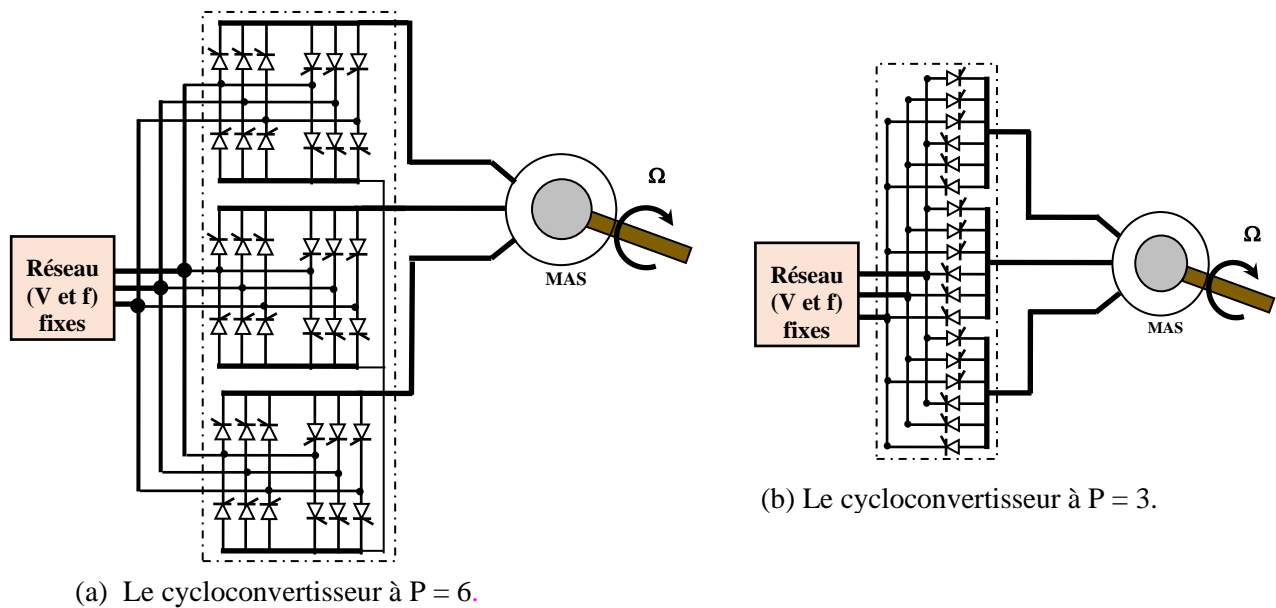 Réseau
(V et f)
fixes
Ω
MAS
(a) Le cycloconvertisseur à P = 6.
Réseau
(V et f)
fixes
Ω
MAS
(b) Le cycloconvertisseur à P = 3.